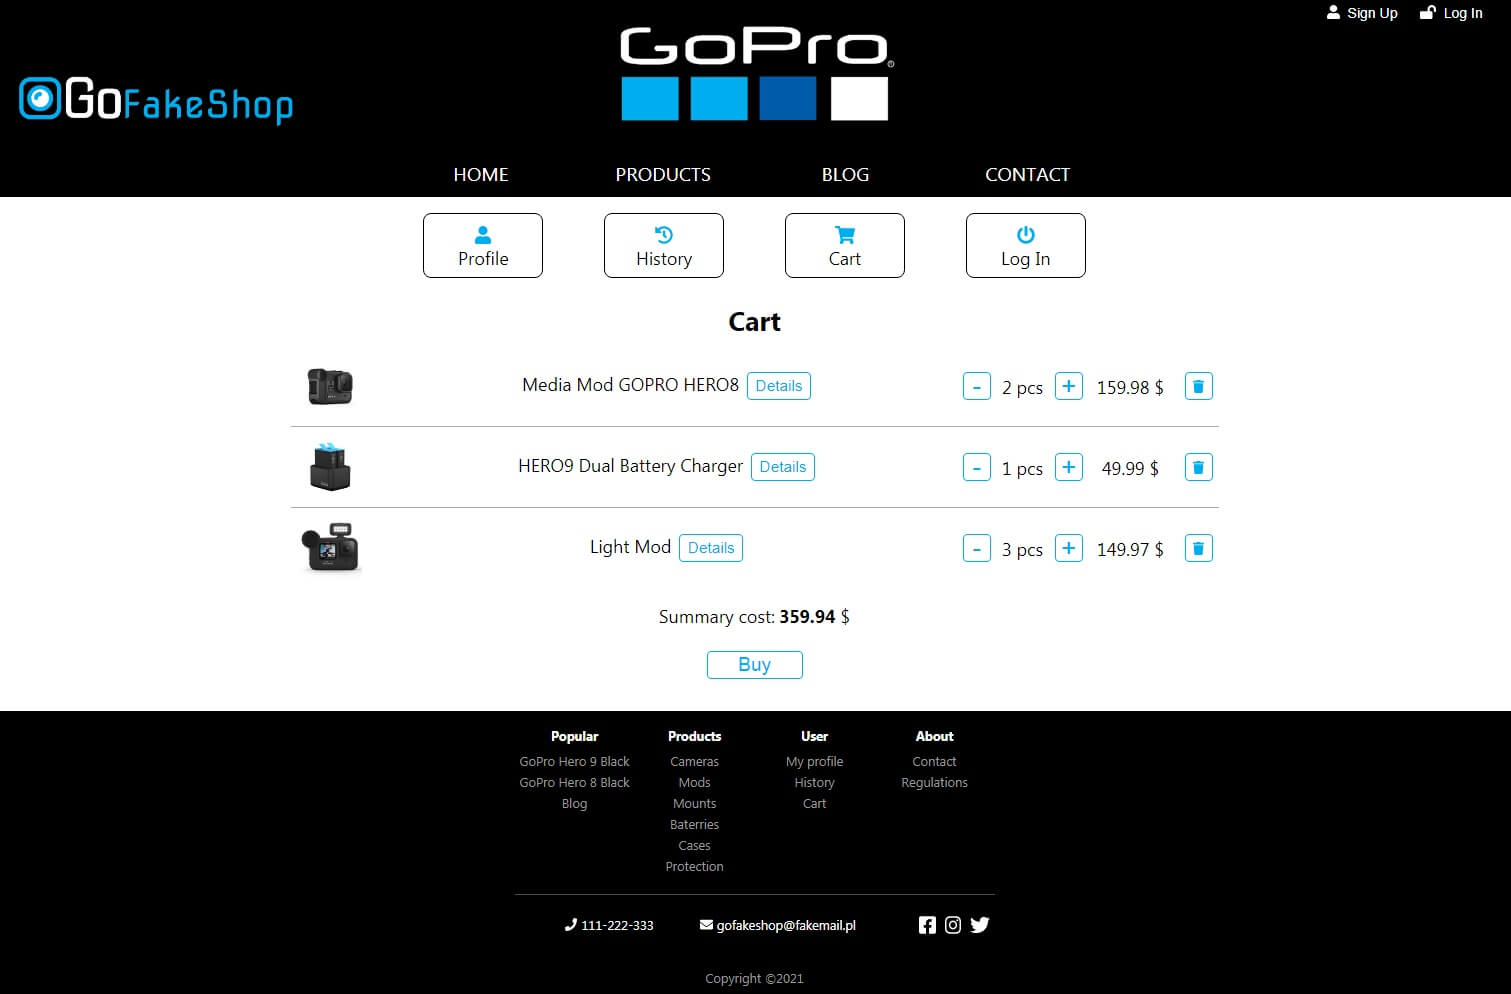 Sign Up Log In
GoPro®
GoFakeShop
HOME PRODUCTS BLOG CONTACT
Profile History Cart Log In
Cart
Media Mod GOPRO HERO8 Details - 2 pcs + 159.98 $
HERO9 Dual Battery Charger Details - 1 pcs + 49.99 $
Light Mod Details - 3 pcs + 149.97 $
Summary cost: 359.94 $
Buy
Popular Products User About
GoPro Hero 9 Black Cameras My profile Contact
GoPro Hero 8 Black Mods History Regulations
Blog Mounts Cart
Baterries
Cases
Protection
111-222-333 gofakeshop@fakemail.pl
Copyright ©2021